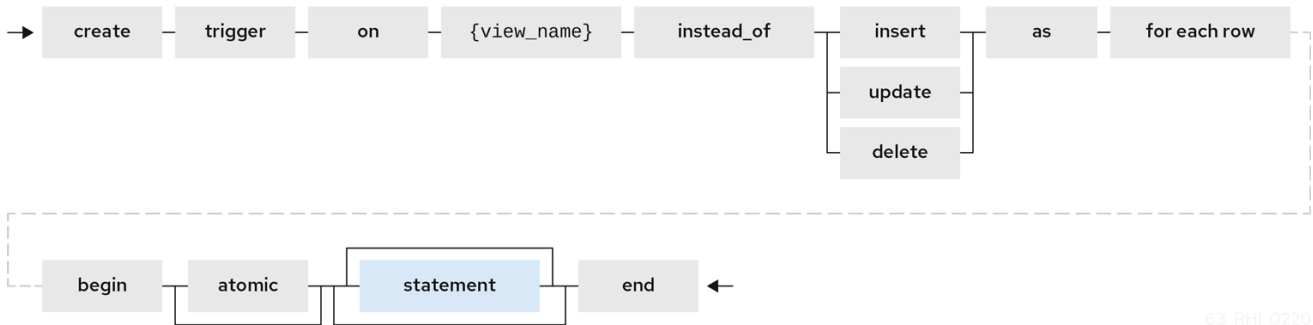 create trigger on {view_name} instead_of insert as for each row
update
delete
begin atomic statement end
63_RHI_0220